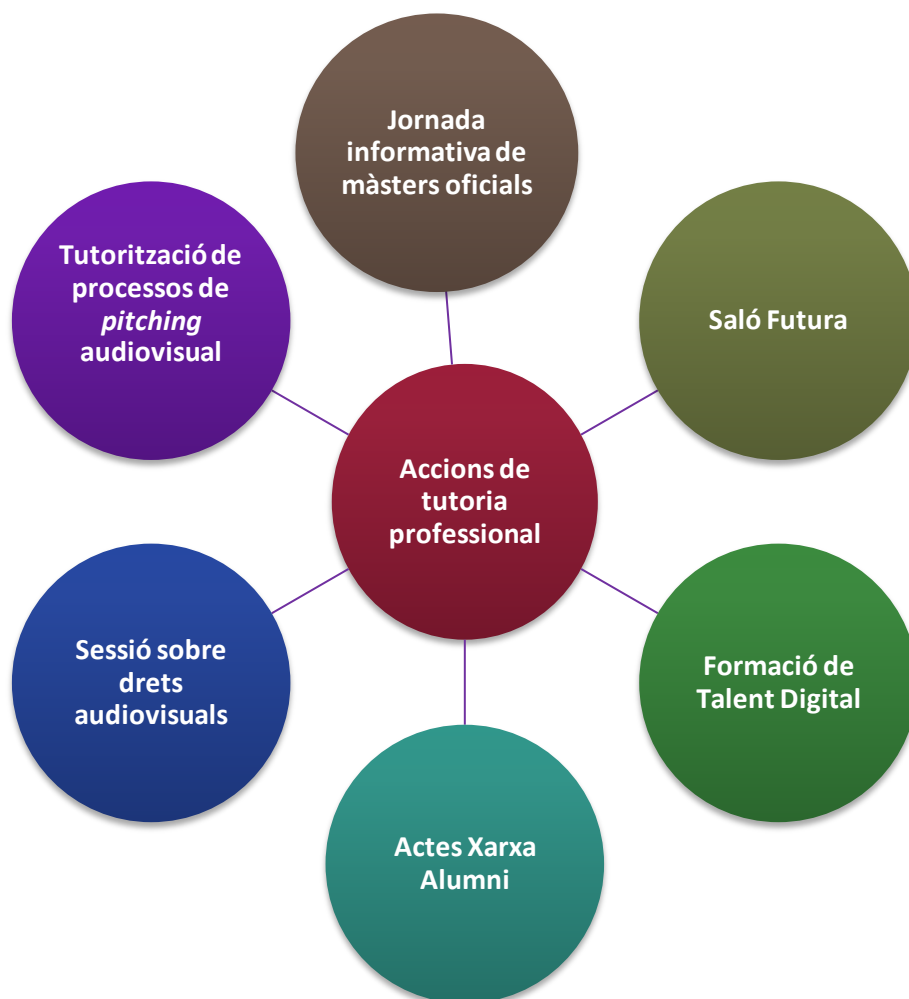 Jornada
informativa de
màsters oficials
Tutorització de
processos de
pitching
audiovisual
Saló Futura
Accions de
tutoria
professional
Sessió sobre
drets
audiovisuals
Formació de
Talent Digital
Actes Xarxa
Alumni